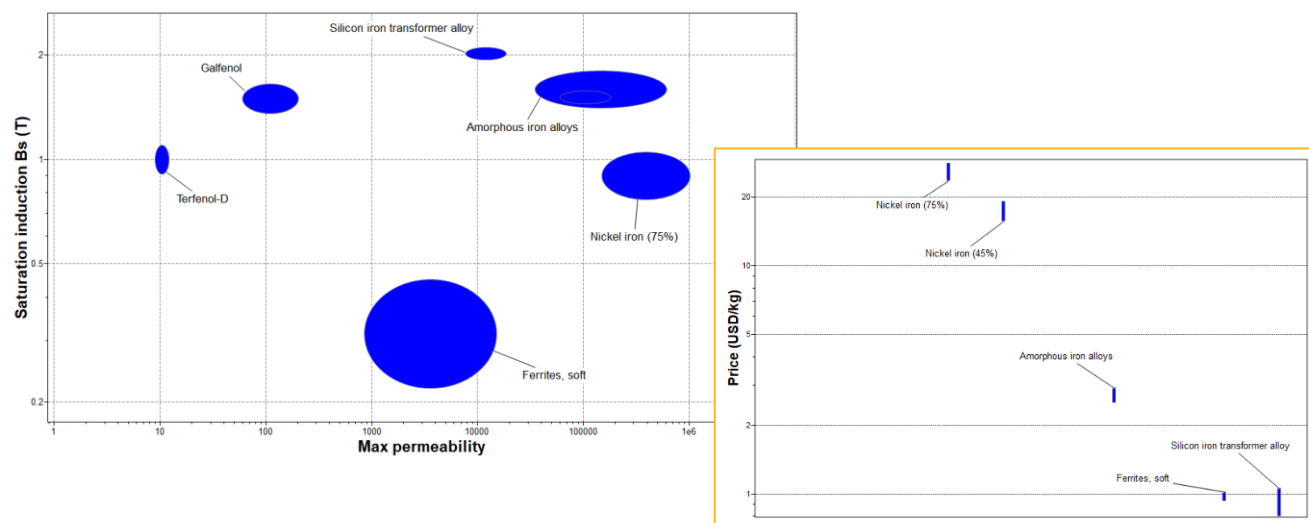 Silicon iron transformer alloy
2
Galfenol
Amorphous iron alloys
1
Terfenol-D
Nickel iron (75%)
0.5
Ferrites, soft
0.2
Saturation induction Bs (T)
1
10
100
1000
10000
100000
1e6
Max permeability
20
Nickel iron (75%)
Nickel iron (45%)
10
5
Amorphous iron alloys
2
Silicon iron transformer alloy
Ferrites, soft
1
Price (USD/kg)